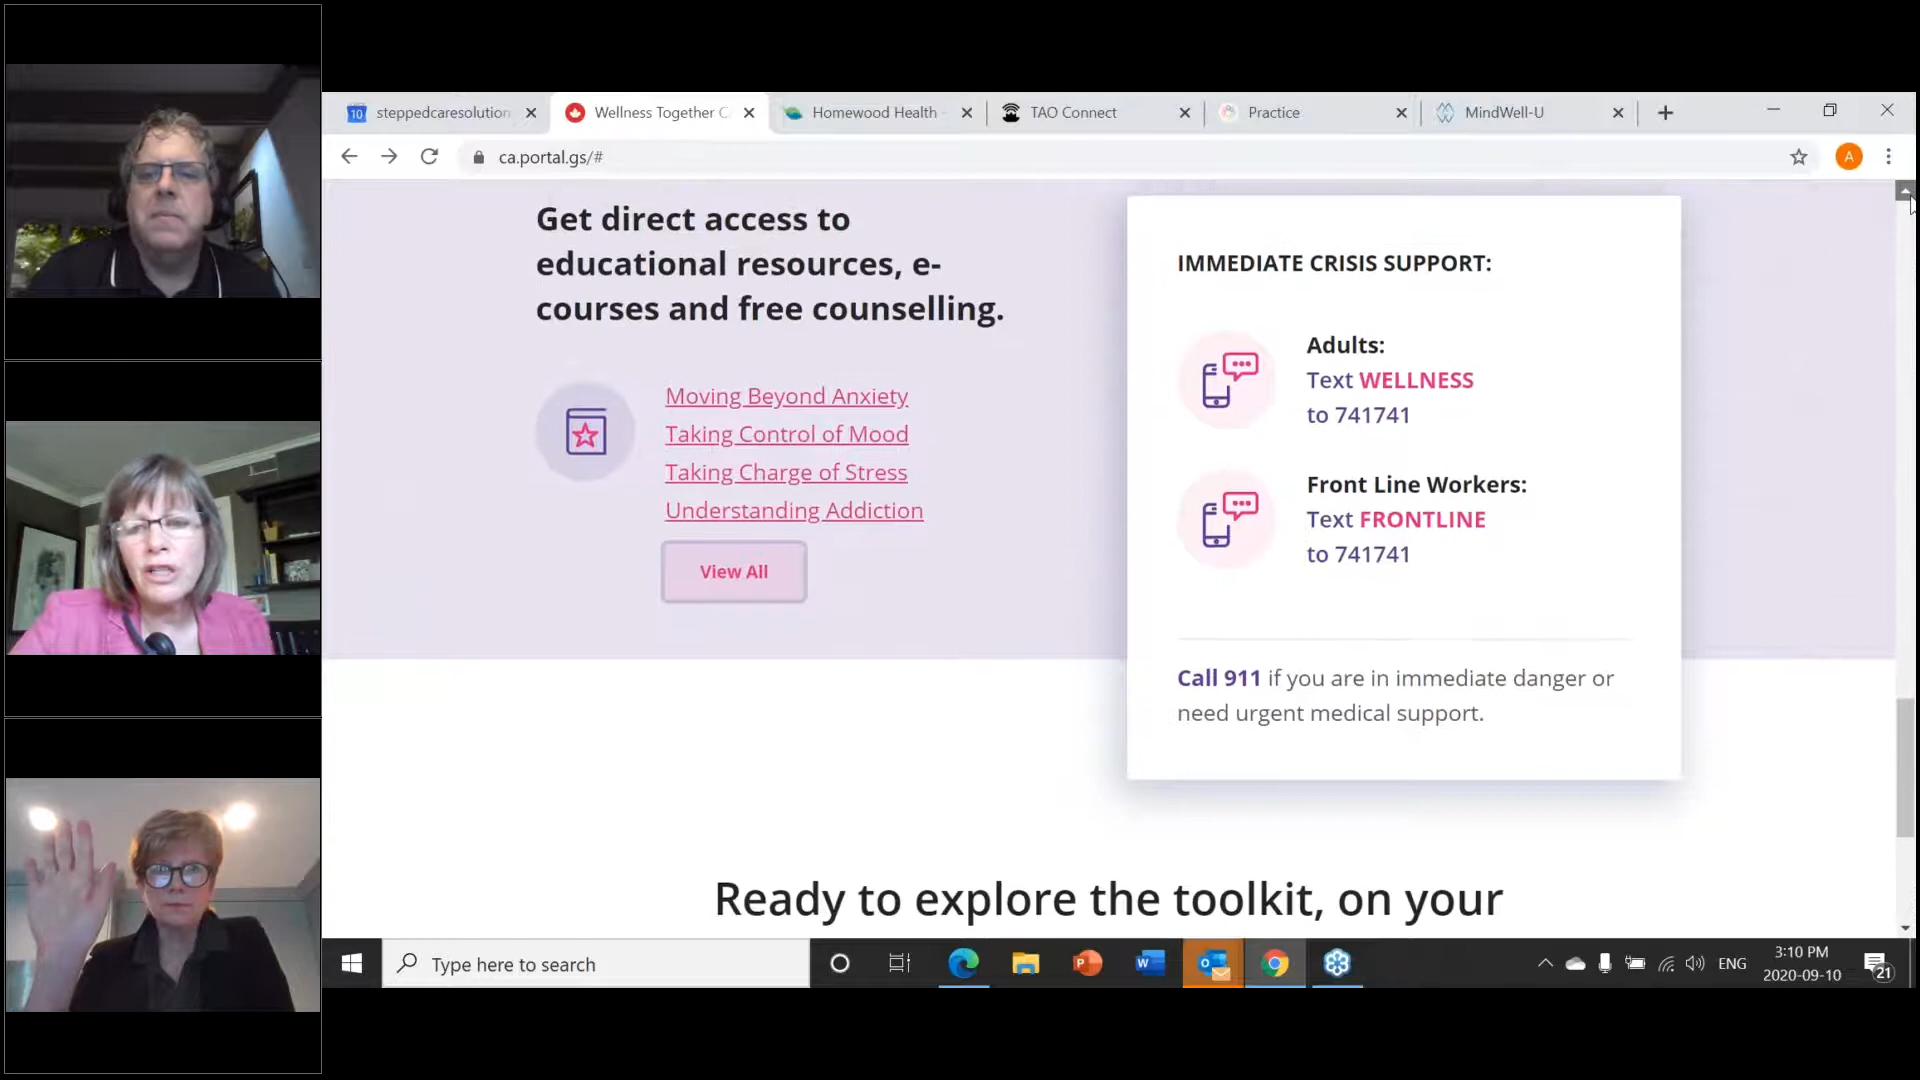 10 steppedcaresolution
Wellness Together C
Homewood Health -
TAO Connect
Practice
MindWell-U
ca.portal.gs/#
A
Get direct access to
educational resources, e-
courses and free counselling.
Moving Beyond Anxiety
Taking Control of Mood
Taking Charge of Stress
Understanding Addiction
View All
IMMEDIATE CRISIS SUPPORT:
Adults:
Text WELLNESS
to 741741
Front Line Workers:
Text FRONTLINE
to 741741
Call 911 if you are in immediate danger or
need urgent medical support.
Ready to explore the toolkit, on your
Type here to search
ENG
3:10 PM
2020-09-10
21